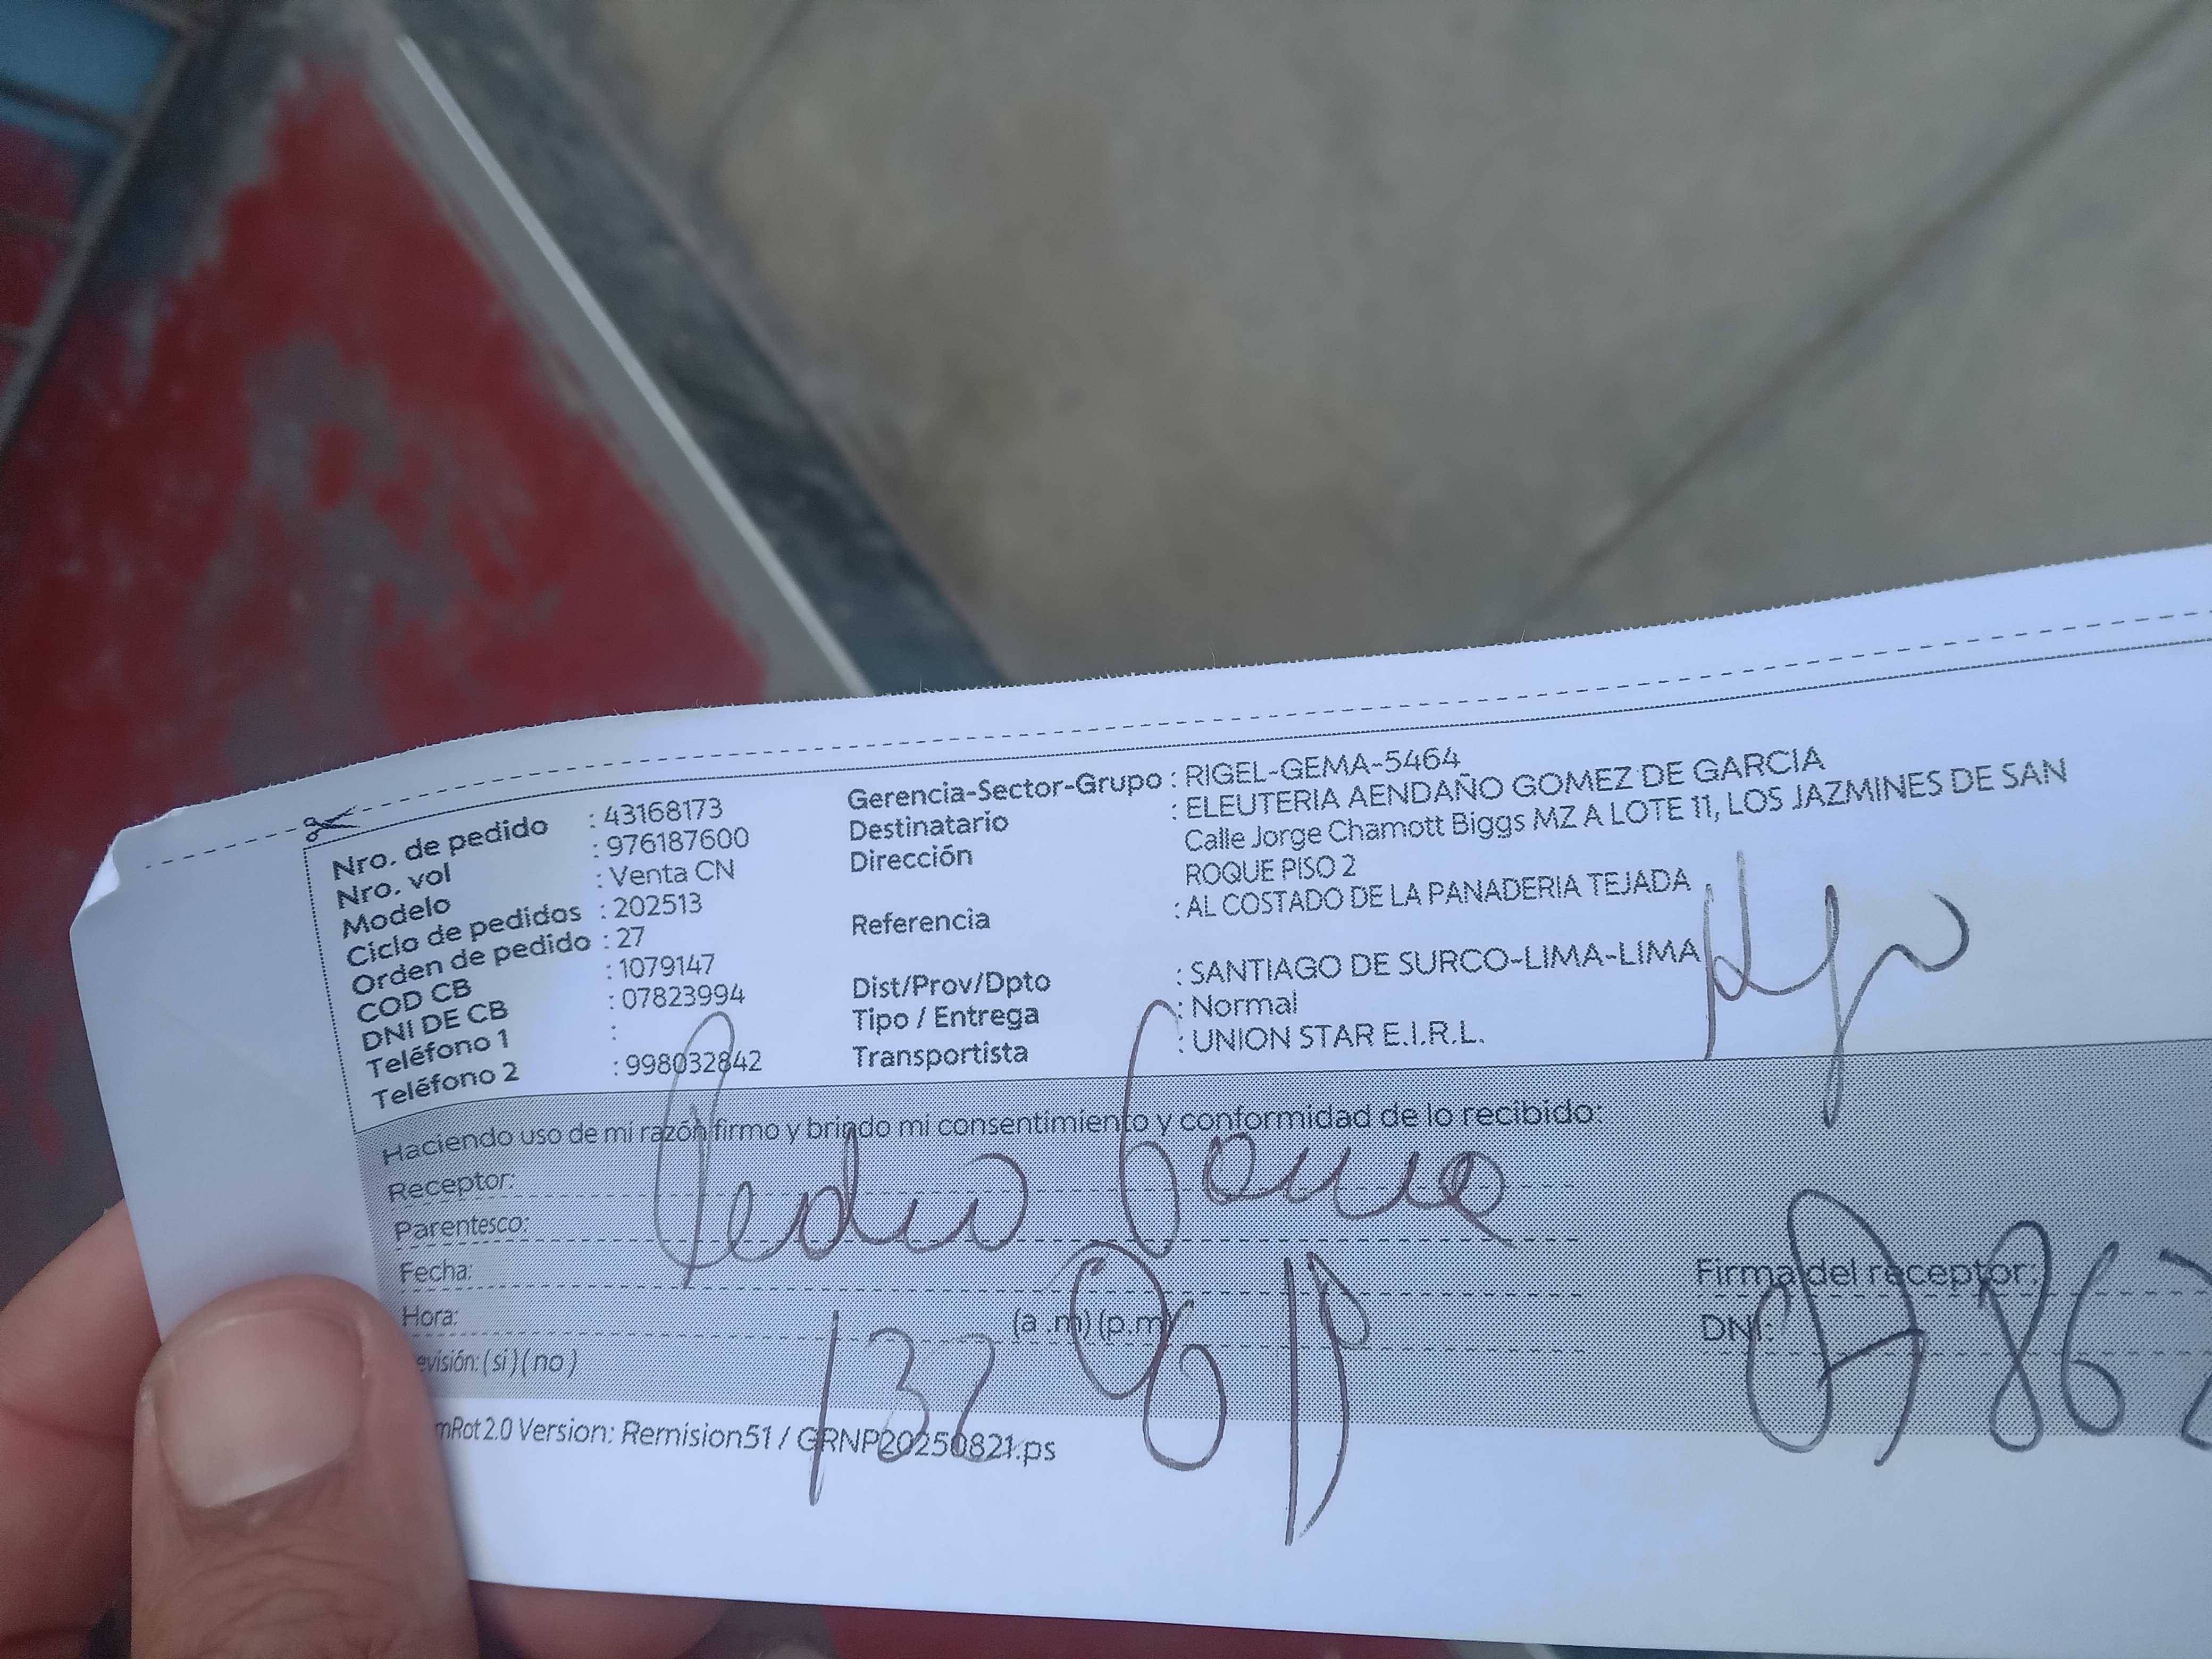 Nro. de pedido : 43168173
Nro. vol : 976187600
Modelo : Venta CN
Ciclo de pedidos : 202513
Orden de pedido : 27
COD CB : 1079147
DNI DE CB : 07823994
Teléfono 1 :
Teléfono 2 : 998032842
Gerencia-Sector-Grupo : RIGEL-GEMA-5464
Destinatario : ELEUTERIA AENDAÑO GOMEZ DE GARCIA
Dirección Calle Jorge Chamott Biggs MZ A LOTE 11, LOS JAZMINES DE SAN
ROQUE PISO 2
Referencia : AL COSTADO DE LA PANADERIA TEJADA
Dist/Prov/Dpto : SANTIAGO DE SURCO-LIMA-LIMA
Tipo / Entrega : Normal
Transportista : UNION STAR E.I.R.L.
Haciendo uso de mi razón firmo y brindo mi consentimiento y conformidad de lo recibido:
Receptor: Pedro
Parentesco:
Fecha:
Hora: (a .m) (p.m)
evisión: (si) (no)
Firma del receptor:
DNI:
mRot 2.0 Version: Remision51 / GRNP20250821.ps